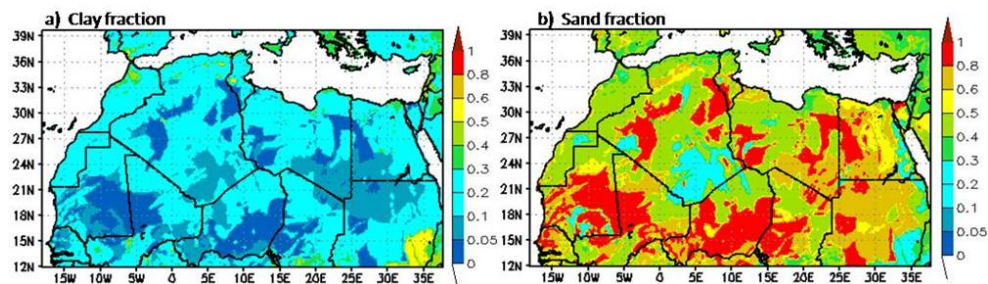 a) Clay fraction
39N
36N
33N
30N
27N
24N
21N
18N
15N
12N
15W 10W 5W 0 5E 10E 15E 20E 25E 30E 35E
1
0.8
0.6
0.4
0.3
0.2
0.1
0.05
0
b) Sand fraction
39N
36N
33N
30N
27N
24N
21N
18N
15N
12N
15W 10W 5W 0 5E 10E 15E 20E 25E 30E 35E
1
0.8
0.6
0.4
0.3
0.2
0.1
0.05
0